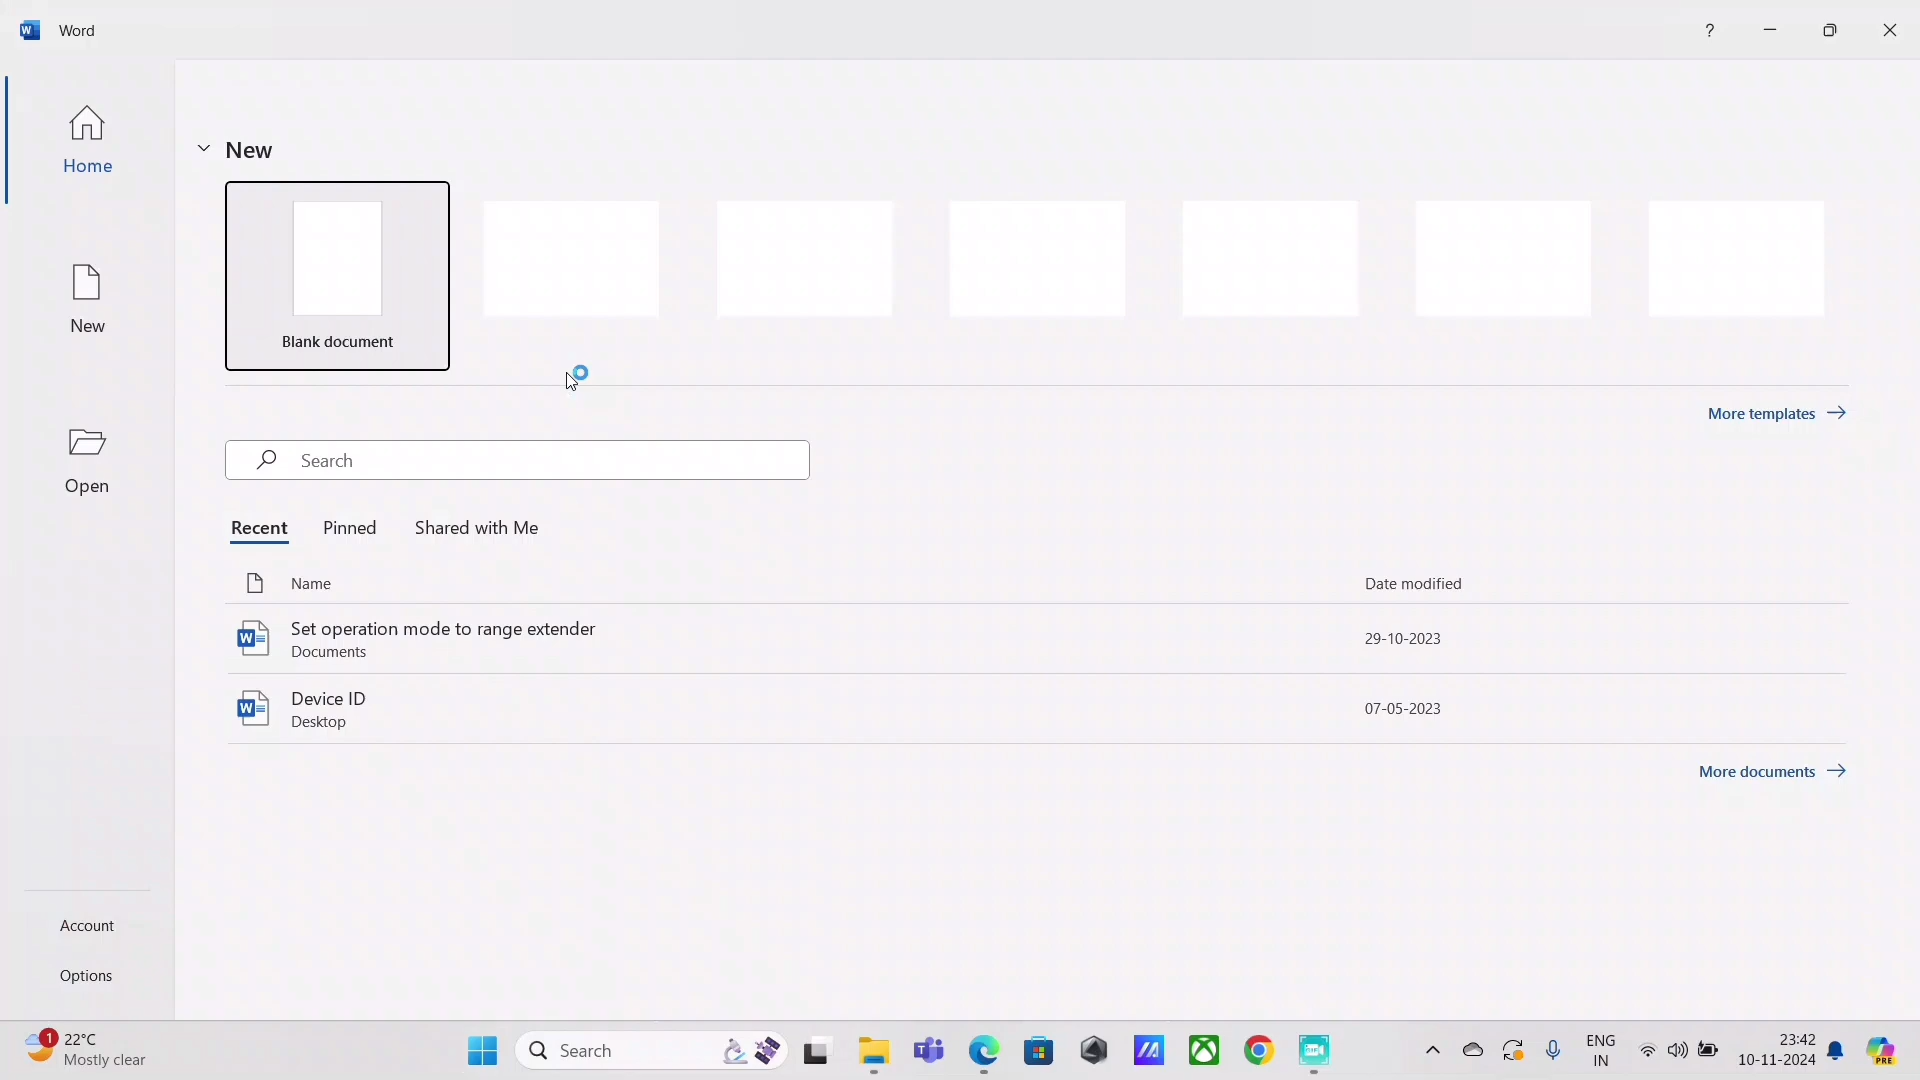 Word
?
Home
New
Blank document
New
More templates
Search
Open
Recent Pinned Shared with Me
Name Date modified
Set operation mode to range extender
Documents
29-10-2023
Device ID
Desktop
07-05-2023
More documents
Account
Options
1
22°C
Mostly clear
Search
ENG
IN
23:42
10-11-2024
PRE